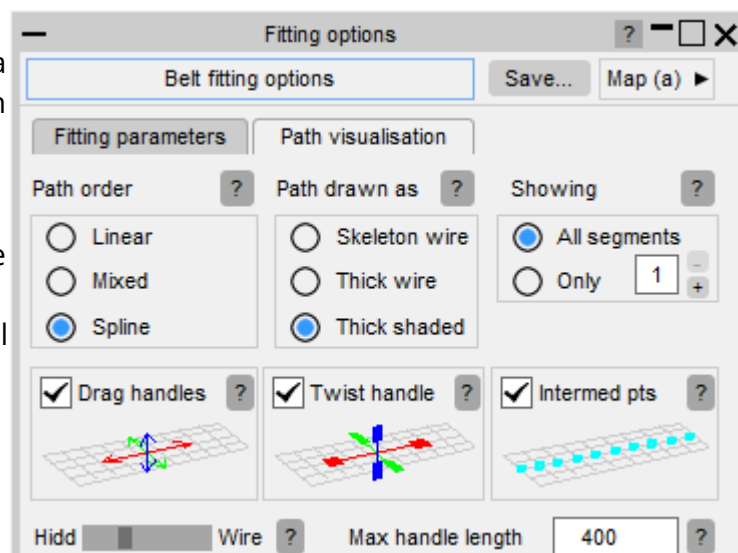 Fitting options ?
a
Belt fitting options Save... Map (a) ►
n
Fitting parameters Path visualisation
Path order ? Path drawn as ? Showing ?
Linear Skeleton wire All segments
e
Mixed Thick wire Only 1 - +
l
Spline Thick shaded
Drag handles ? Twist handle ? Intermed pts ?
Hidd Wire ? Max handle length 400 ?